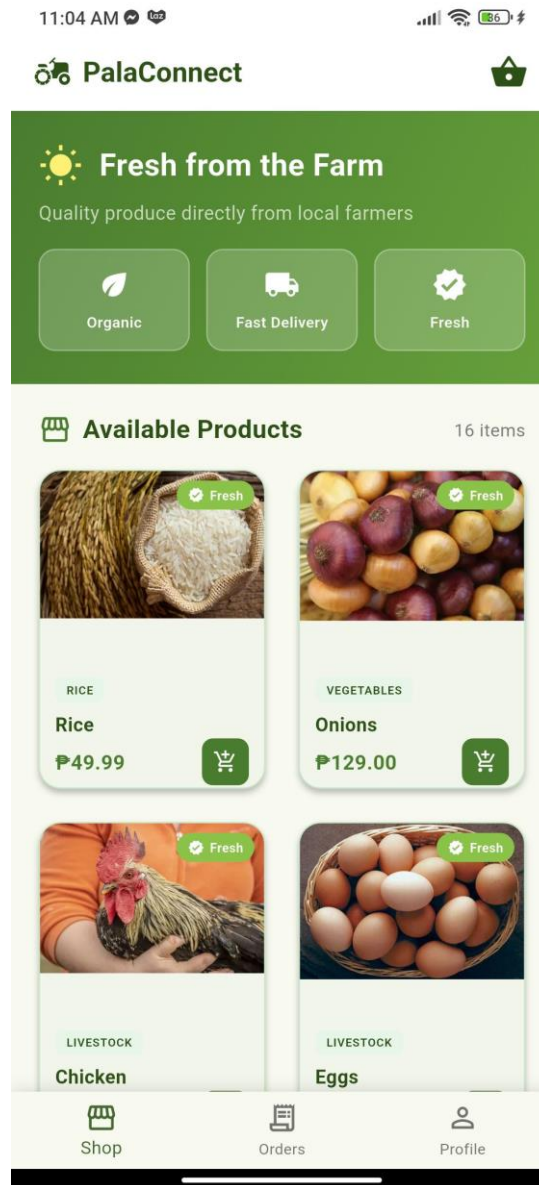 11:04 AM
Laz
86
PalaConnect
Fresh from the Farm
Quality produce directly from local farmers
Organic
Fast Delivery
Fresh
Available Products
16 items
Fresh
Fresh
RICE
VEGETABLES
Rice
Onions
₱49.99
₱129.00
Fresh
Fresh
LIVESTOCK
LIVESTOCK
Chicken
Eggs
Shop
Orders
Profile